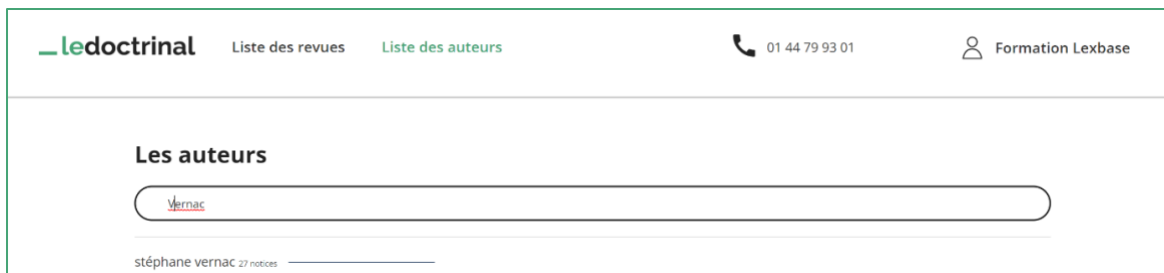 ledoctrinal Liste des revues Liste des auteurs 01 44 79 93 01 Formation Lexbase
Les auteurs
Vernac
stéphane vernac 27 notices